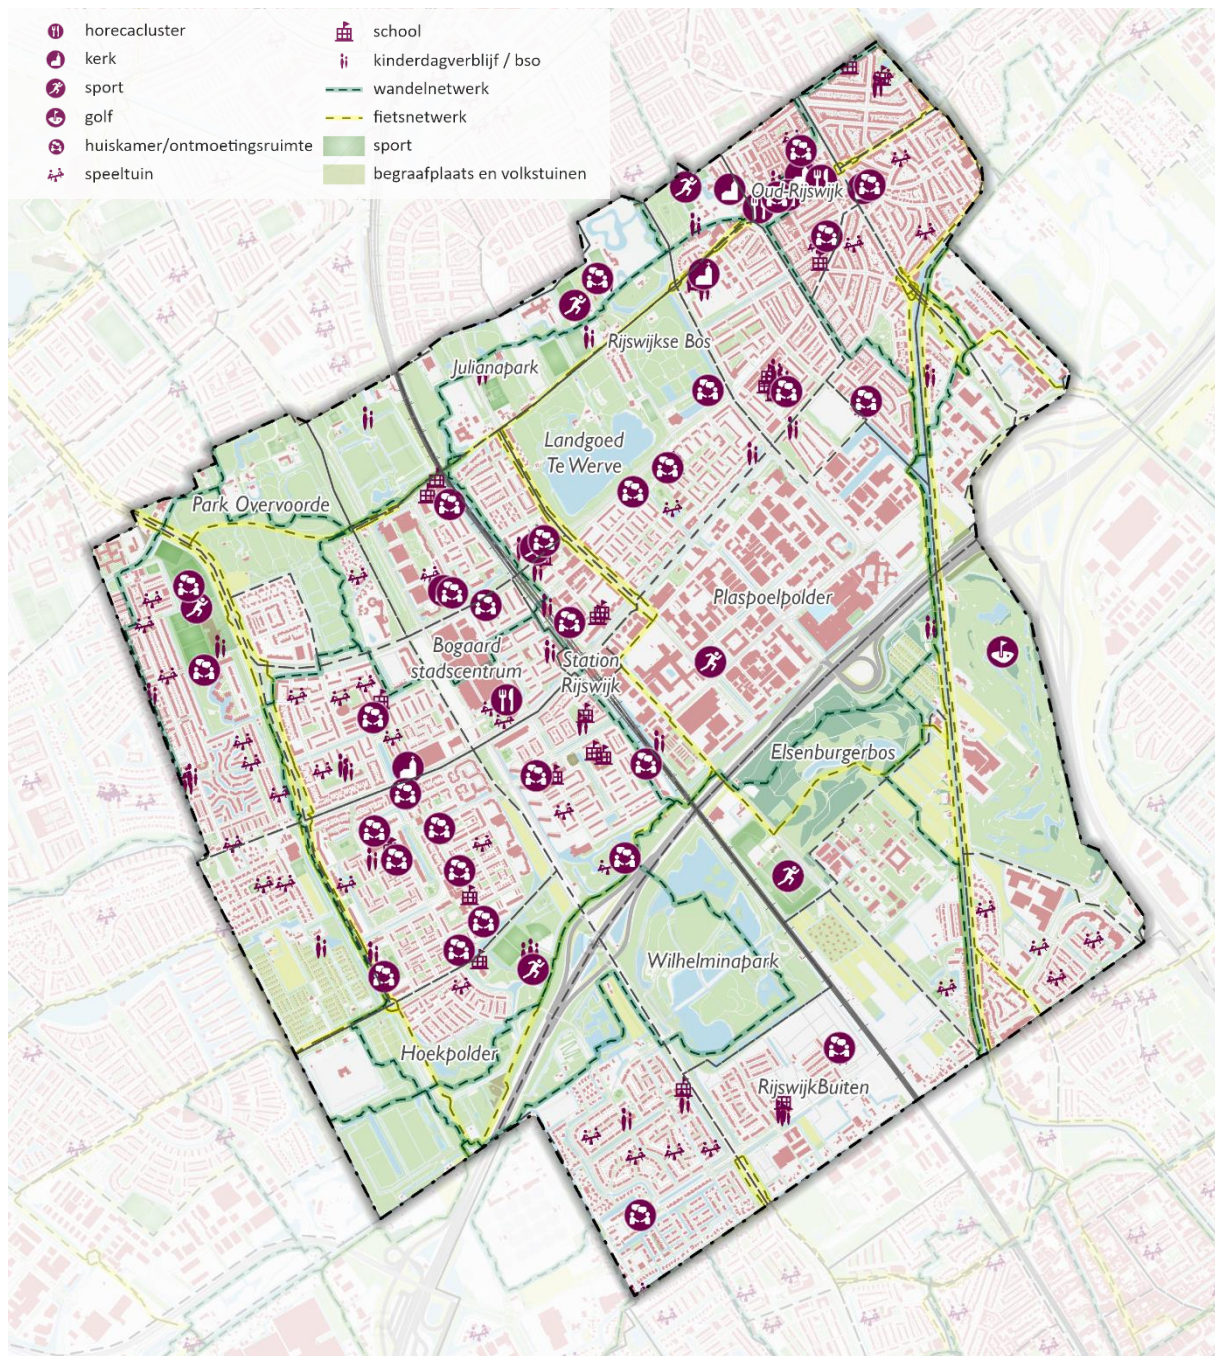 horecacluster
kerk
sport
golf
huiskamer/ontmoetingsruimte
speeltuin
school
kinderdagverblijf / bso
wandelnetwerk
fietsnetwerk
sport
begraafplaats en volkstuinen
Oud-Rijswijk
Rijswijkse Bos
Julianapark
Landgoed
Te Werve
Park Overvoorde
Plaspoelpolder
Bogaard
stadscentrum
Station
Rijswijk
Elsenburgerbos
Wilhelminapark
Hoekpolder
RijswijkBuiten